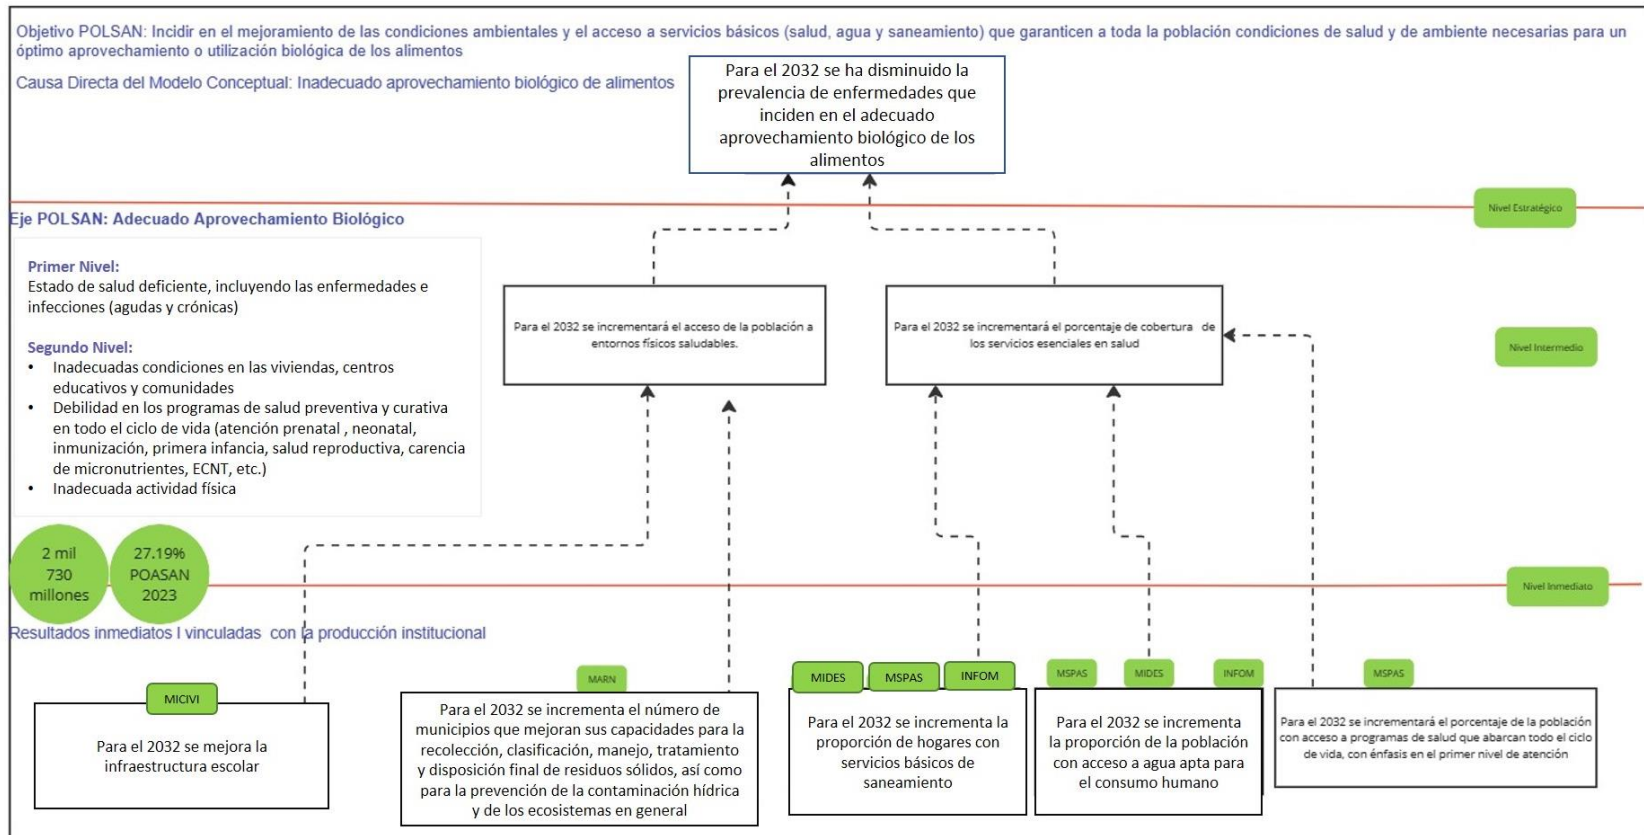 Objetivo POLSAN: Incidir en el mejoramiento de las condiciones ambientales y el acceso a servicios básicos (salud, agua y saneamiento) que garanticen a toda la población condiciones de salud y de ambiente necesarias para un
óptimo aprovechamiento o utilización biológica de los alimentos
Causa Directa del Modelo Conceptual: Inadecuado aprovechamiento biológico de alimentos
Para el 2032 se ha disminuido la
prevalencia de enfermedades que
inciden en el adecuado
aprovechamiento biológico de los
alimentos
Nivel Estratégico
Eje POLSAN: Adecuado Aprovechamiento Biológico
Primer Nivel:
Estado de salud deficiente, incluyendo las enfermedades e
infecciones (agudas y crónicas)
Segundo Nivel:
• Inadecuadas condiciones en las viviendas, centros
educativos y comunidades
• Debilidad en los programas de salud preventiva y curativa
en todo el ciclo de vida (atención prenatal , neonatal,
inmunización, primera infancia, salud reproductiva, carencia
de micronutrientes, ECNT, etc.)
• Inadecuada actividad física
Para el 2032 se incrementará el acceso de la población a
entornos físicos saludables.
Para el 2032 se incrementará el porcentaje de cobertura de
los servicios esenciales en salud
Nivel Intermedio
2 mil
730
millones
27.19%
POASAN
2023
Nivel Inmediato
Resultados inmediatos I vinculadas con la producción institucional
MICIVI
Para el 2032 se mejora la
infraestructura escolar
MARN
Para el 2032 se incrementa el número de
municipios que mejoran sus capacidades para la
recolección, clasificación, manejo, tratamiento
y disposición final de residuos sólidos, así como
para la prevención de la contaminación hídrica
y de los ecosistemas en general
MIDES
MSPAS
INFOM
Para el 2032 se incrementa la
proporción de hogares con
servicios básicos de
saneamiento
MSPAS
MIDES
INFOM
Para el 2032 se incrementa
la proporción de la población
con acceso a agua apta para
el consumo humano
MSPAS
Para el 2032 se incrementará el porcentaje de la población
con acceso a programas de salud que abarcan todo el ciclo
de vida, con énfasis en el primer nivel de atención